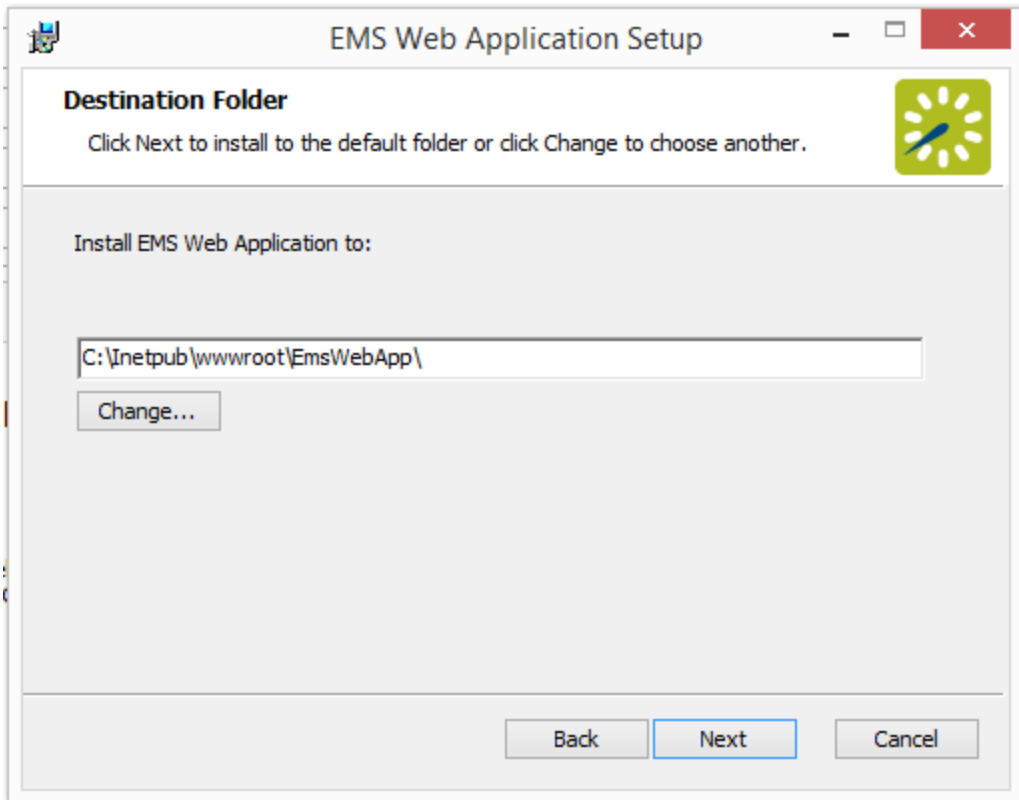 EMS Web Application Setup
Destination Folder
Click Next to install to the default folder or click Change to choose another.
Install EMS Web Application to:
C:\Inetpub\wwwroot\EmsWebApp\
Change...
Back Next Cancel